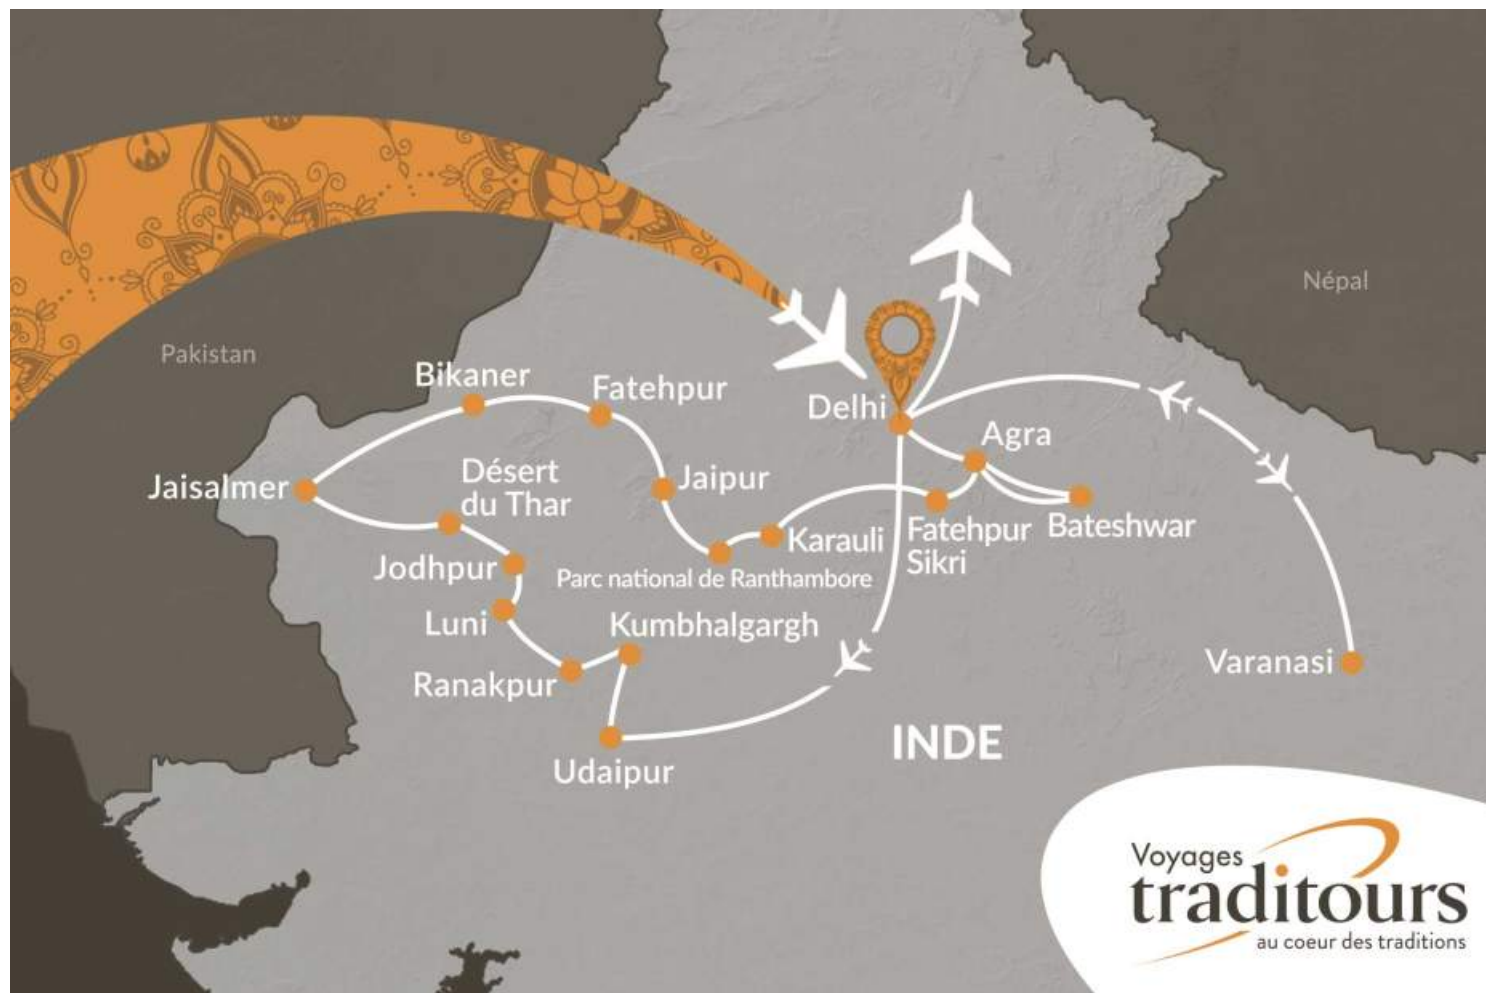 Népal
Pakistan
Bikaner
Fatehpur
Delhi
Agra
Jaisalmer
Désert
du Thar
Jaipur
Jodhpur
Karauli
Fatehpur
Sikri
Bateshwar
Parc national de Ranthambore
Luni
Kumbhalgargh
Ranakpur
Varanasi
INDE
Udaipur
Voyages
traditours
au coeur des traditions